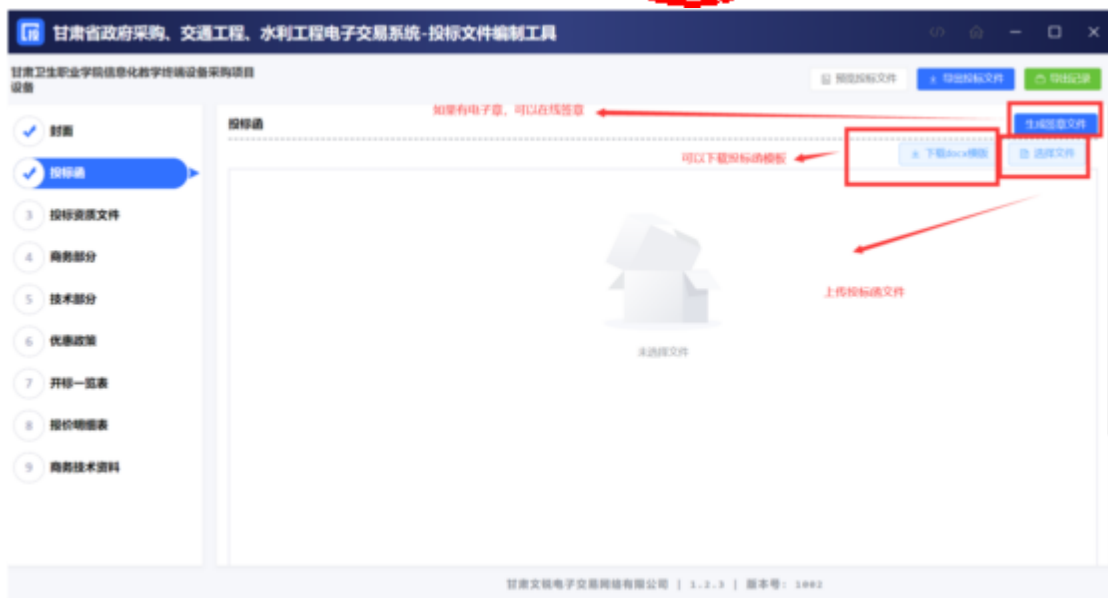 甘肃省政府采购、交通工程、水利工程电子交易系统-投标文件编制工具
甘肃卫生职业学院信息化教学终端设备采购项目
设备
预览投标文件
导出投标文件
导出记录
如果有电子章，可以在线签章
投标函
生成签章文件
可以下载投标函模板
下载docx模版
选择文件
1 封面
投标函
3 投标资质文件
4 商务部分
5 技术部分
6 优惠政策
7 开标一览表
8 报价明细表
9 商务技术资料
上传投标函文件
未选择文件
甘肃文锐电子交易网络有限公司 | 1.2.3 | 版本号: 1002